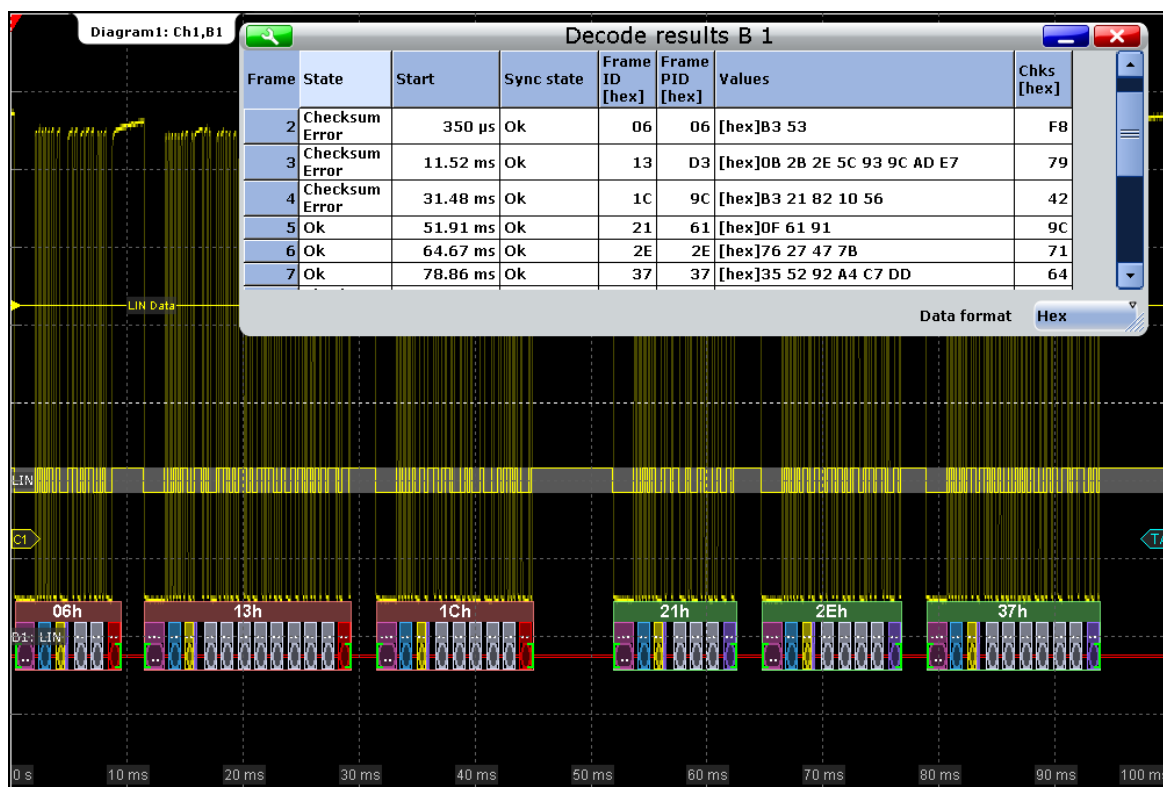 Diagram1: Ch1,B1
Decode results B 1
Frame State Start Sync state Frame ID [hex] Frame PID [hex] Values Chks [hex]
2 Checksum Error 350 µs Ok 06 06 [hex]B3 53 F8
3 Checksum Error 11.52 ms Ok 13 D3 [hex]0B 2B 2E 5C 93 9C AD E7 79
4 Checksum Error 31.48 ms Ok 1C 9C [hex]B3 21 82 10 56 42
5 Ok 51.91 ms Ok 21 61 [hex]0F 61 91 9C
6 Ok 64.67 ms Ok 2E 2E [hex]76 27 47 7B 71
7 Ok 78.86 ms Ok 37 37 [hex]35 52 92 A4 C7 DD 64
Data format Hex
LIN Data
LIN
C1
TA
06h 13h 1Ch 21h 2Eh 37h
B1: LIN
0 s 10 ms 20 ms 30 ms 40 ms 50 ms 60 ms 70 ms 80 ms 90 ms 100 m